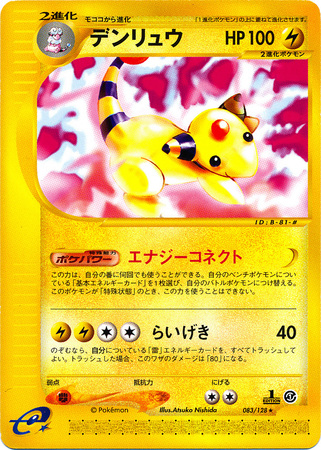 2進化 モココから進化 「1進化ポケモン」の上に重ねて進化させます。
デンリュウ HP100
2進化ポケモン
ID:B-81-#
特殊能力
ポケパワー エナジーコネクト
この力は、自分の番に何回でも使うことができる。自分のベンチポケモンについて
いる「基本エネルギーカード」を1枚選び、自分のバトルポケモンにつけ替える。
このポケモンが「特殊状態」のとき、この力を使うことはできない。
らいげき 40
のぞむなら、自分についている「雷」エネルギーカードを、すべてトラッシュして
よい。トラッシュした場合、このワザのダメージは「80」になる。
弱点 抵抗力 にげる
1 EDITION
© Pokémon Illus.Atsuko Nishida 083/128★
e